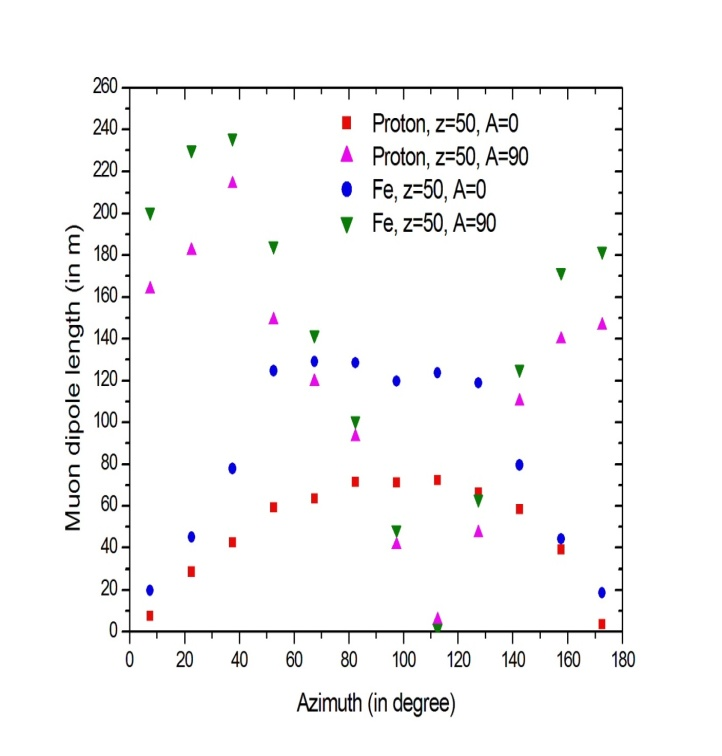 260
240
220
200
180
160
140
120
100
80
60
40
20
0
Muon dipole length (in m)
Proton, z=50, A=0
Proton, z=50, A=90
Fe, z=50, A=0
Fe, z=50, A=90
0 20 40 60 80 100 120 140 160 180
Azimuth (in degree)